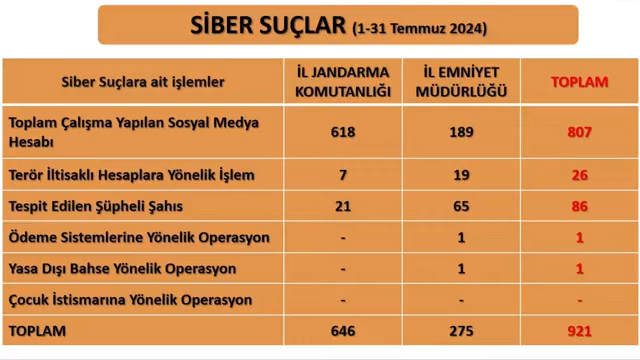 SİBER SUÇLAR (1-31 Temmuz 2024)
Siber Suçlara ait işlemler İL JANDARMA KOMUTANLIĞI İL EMNİYET MÜDÜRLÜĞÜ TOPLAM
Toplam Çalışma Yapılan Sosyal Medya Hesabı 618 189 807
Terör İltisaklı Hesaplara Yönelik İşlem 7 19 26
Tespit Edilen Şüpheli Şahıs 21 65 86
Ödeme Sistemlerine Yönelik Operasyon - 1 1
Yasa Dışı Bahse Yönelik Operasyon - 1 1
Çocuk İstismarına Yönelik Operasyon - - -
TOPLAM 646 275 921